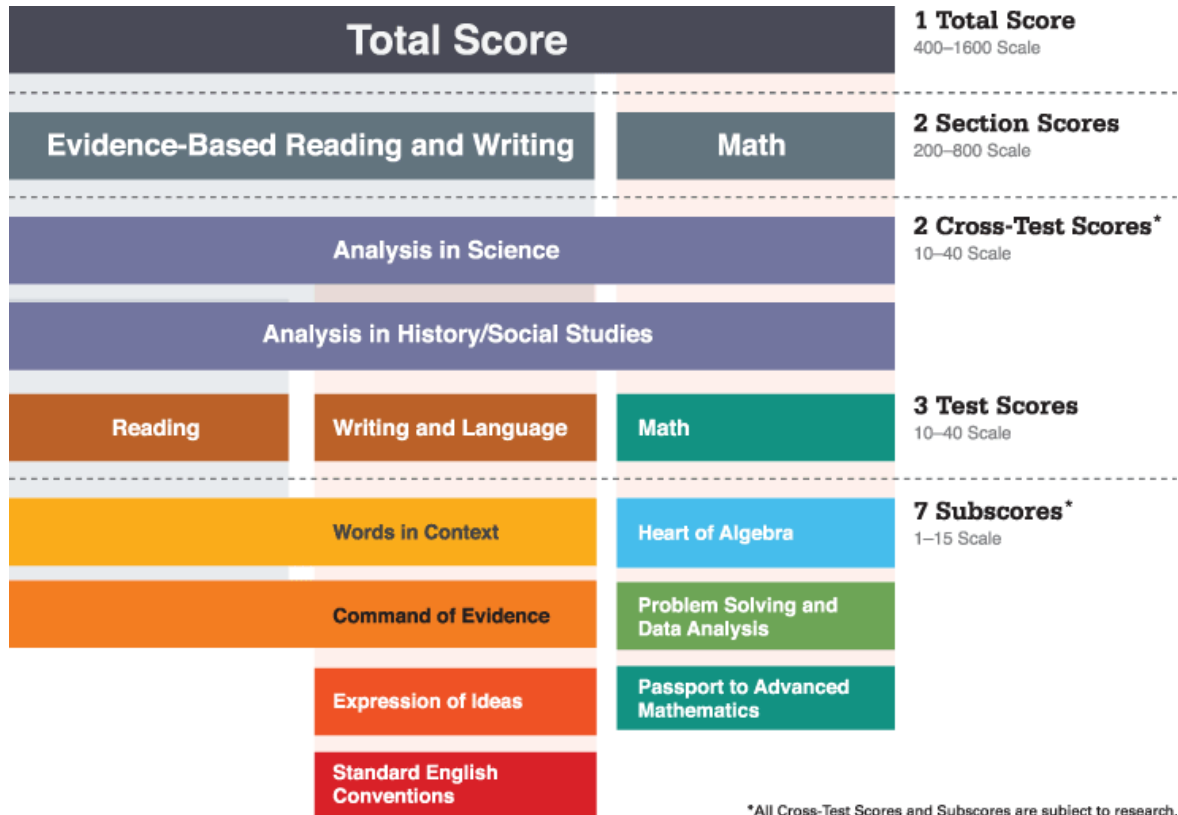 Total Score
1 Total Score
400–1600 Scale
Evidence-Based Reading and Writing
Math
2 Section Scores
200–800 Scale
Analysis in Science
2 Cross-Test Scores*
10–40 Scale
Analysis in History/Social Studies
Reading
Writing and Language
Math
3 Test Scores
10–40 Scale
Words in Context
Heart of Algebra
7 Subscores*
1–15 Scale
Command of Evidence
Problem Solving and
Data Analysis
Expression of Ideas
Passport to Advanced
Mathematics
Standard English
Conventions
*All Cross-Test Scores and Subscores are subject to research.